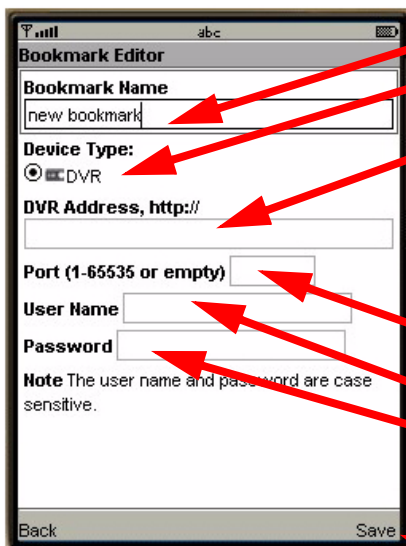 abc
Bookmark Editor
Bookmark Name
new bookmark
Device Type:
DVR
DVR Address, http://
Port (1-65535 or empty)
User Name
Password
Note The user name and password are case
sensitive.
Back Save